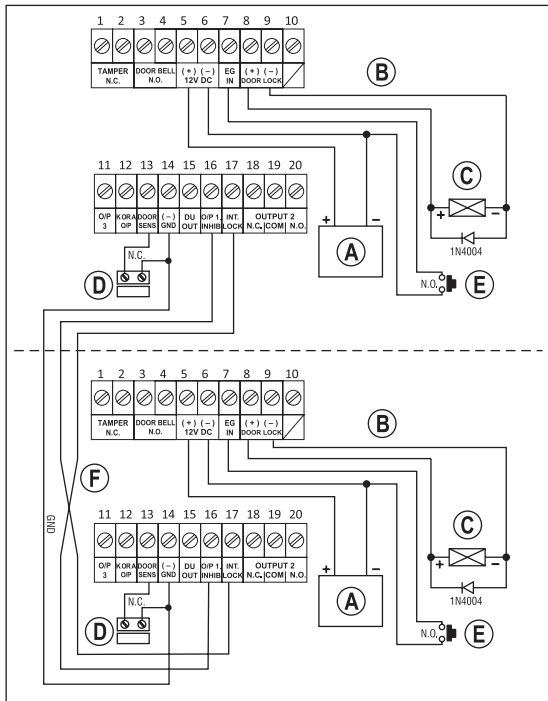 1 2 3 4 5 6 7 8 9 10
TAMPER N.C. DOOR BELL N.O. (+) (−) 12V DC EG IN (+) (−) DOOR LOCK
B
11 12 13 14 15 16 17 18 19 20
O/P 3 KORA O/P DOOR SENS (−) GND DU OUT O/P 1. INHIB INT. LOCK OUTPUT 2 N.C. COM N.O.
C
+ −
+ −
A
1N4004
N.C.
D
N.O.
E
1 2 3 4 5 6 7 8 9 10
TAMPER N.C. DOOR BELL N.O. (+) (−) 12V DC EG IN (+) (−) DOOR LOCK
B
F
GND
11 12 13 14 15 16 17 18 19 20
O/P 3 KORA O/P DOOR SENS (−) GND DU OUT O/P 1. INHIB INT. LOCK OUTPUT 2 N.C. COM N.O.
C
+ −
+ −
A
1N4004
N.C.
D
N.O.
E